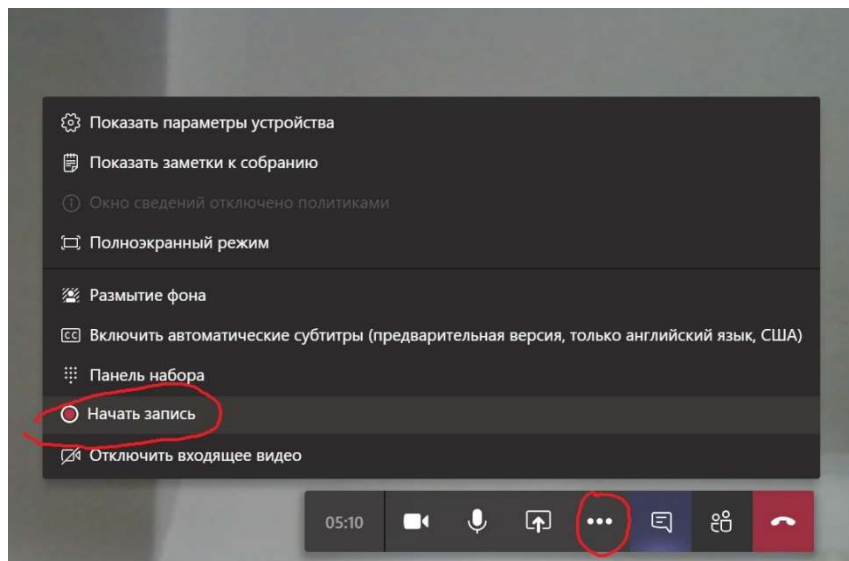 Показать параметры устройства
Показать заметки к собранию
Окно сведений отключено политиками
Полноэкранный режим
Размытие фона
CC Включить автоматические субтитры (предварительная версия, только английский язык, США)
Панель набора
Начать запись
Отключить входящее видео
05:10